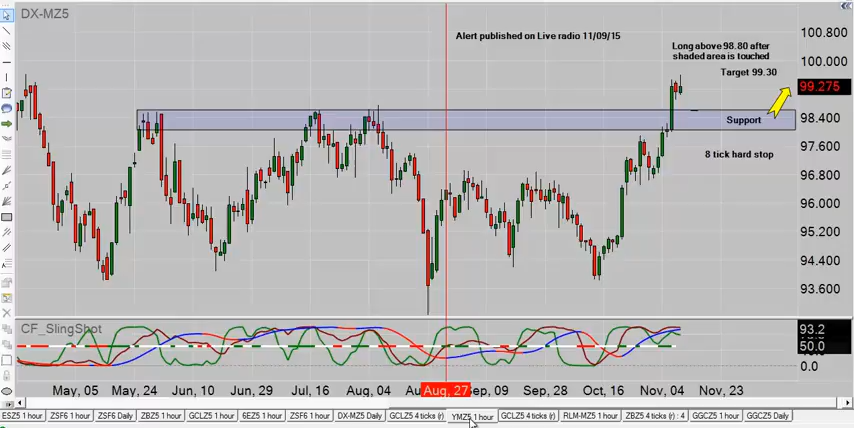 DX-MZ5
Alert published on Live radio 11/09/15
Long above 98.80 after
shaded area is touched
Target 99.30
Support
8 tick hard stop
100.800
100.000
99.275
98.400
97.600
96.800
96.000
95.200
94.400
93.600
CF_SlingShot
93.2
50.0
0.0
May, 05
May, 24
Jun, 10
Jun, 29
Jul, 16
Aug, 04
Aug, 27
Sep, 09
Sep, 28
Oct, 16
Nov, 04
Nov, 23
ESZ5 1 hour
ZSF6 1 hour
ZSF6 Daily
ZBZ5 1 hour
GCLZ5 1 hour
6EZ5 1 hour
ZSF6 1 hour
DX-MZ5 Daily
GCLZ5 4 ticks (r)
YMZ5 1 hour
GCLZ5 4 ticks (r)
RLM-MZ5 1 hour
ZBZ5 4 ticks (r) : 4
GGCZ5 1 hour
GGCZ5 Daily